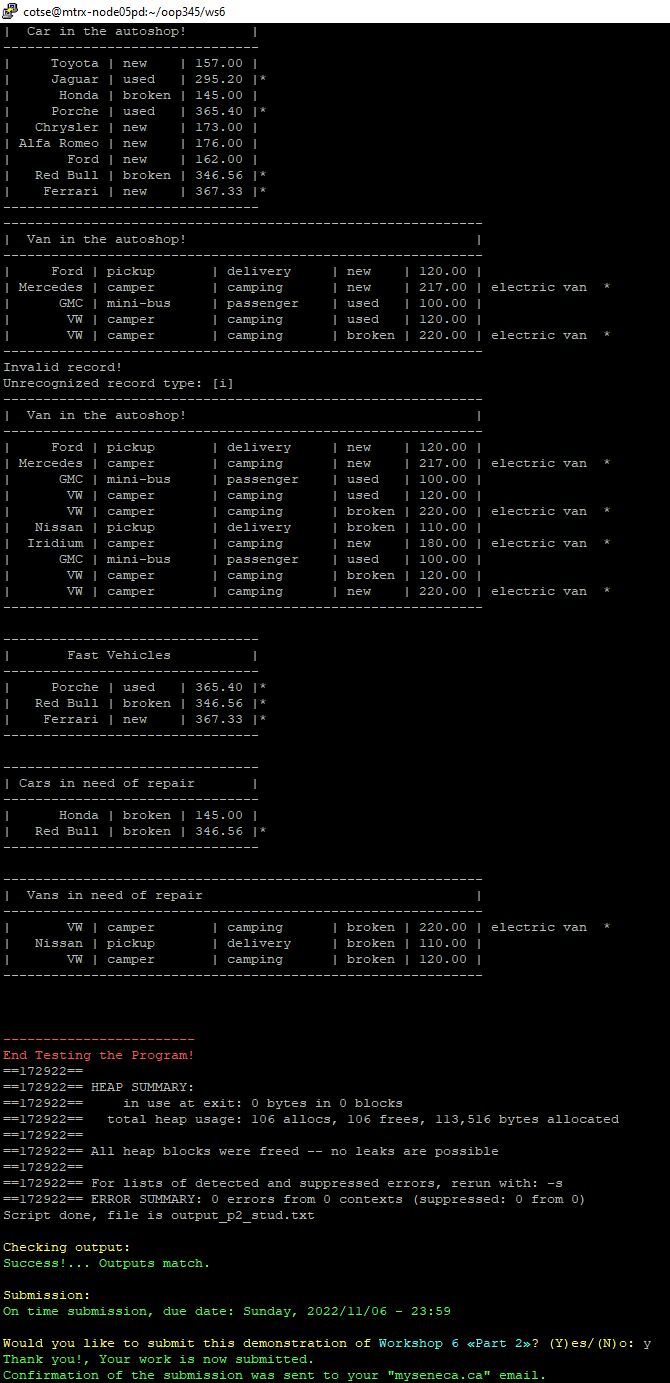 cotse@mtrx-node05pd:~/oop345/ws6
|  Car in the autoshop!        |
--------------------------------
|     Toyota | new    | 157.00 |
|     Jaguar | used   | 295.20 |*
|      Honda | broken | 145.00 |
|     Porche | used   | 365.40 |*
|   Chrysler | new    | 173.00 |
| Alfa Romeo | new    | 176.00 |
|       Ford | new    | 162.00 |
|   Red Bull | broken | 346.56 |*
|    Ferrari | new    | 367.33 |*
--------------------------------
------------------------------------------------------------
|  Van in the autoshop!                                    |
------------------------------------------------------------
|     Ford | pickup       | delivery     | new    | 120.00 |
| Mercedes | camper       | camping      | new    | 217.00 | electric van  *
|      GMC | mini-bus     | passenger    | used   | 100.00 |
|       VW | camper       | camping      | used   | 120.00 |
|       VW | camper       | camping      | broken | 220.00 | electric van  *
------------------------------------------------------------
Invalid record!
Unrecognized record type: [i]
------------------------------------------------------------
|  Van in the autoshop!                                    |
------------------------------------------------------------
|     Ford | pickup       | delivery     | new    | 120.00 |
| Mercedes | camper       | camping      | new    | 217.00 | electric van  *
|      GMC | mini-bus     | passenger    | used   | 100.00 |
|       VW | camper       | camping      | used   | 120.00 |
|       VW | camper       | camping      | broken | 220.00 | electric van  *
|   Nissan | pickup       | delivery     | broken | 110.00 |
|  Iridium | camper       | camping      | new    | 180.00 | electric van  *
|      GMC | mini-bus     | passenger    | used   | 100.00 |
|       VW | camper       | camping      | broken | 120.00 |
|       VW | camper       | camping      | new    | 220.00 | electric van  *
------------------------------------------------------------
--------------------------------
|       Fast Vehicles          |
--------------------------------
|     Porche | used   | 365.40 |*
|   Red Bull | broken | 346.56 |*
|    Ferrari | new    | 367.33 |*
--------------------------------
--------------------------------
| Cars in need of repair       |
--------------------------------
|      Honda | broken | 145.00 |
|   Red Bull | broken | 346.56 |*
--------------------------------
------------------------------------------------------------
|  Vans in need of repair                                  |
------------------------------------------------------------
|       VW | camper       | camping      | broken | 220.00 | electric van  *
|   Nissan | pickup       | delivery     | broken | 110.00 |
|       VW | camper       | camping      | broken | 120.00 |
------------------------------------------------------------
------------------------
End Testing the Program!
==172922==
==172922== HEAP SUMMARY:
==172922==     in use at exit: 0 bytes in 0 blocks
==172922==   total heap usage: 106 allocs, 106 frees, 113,516 bytes allocated
==172922==
==172922== All heap blocks were freed -- no leaks are possible
==172922==
==172922== For lists of detected and suppressed errors, rerun with: -s
==172922== ERROR SUMMARY: 0 errors from 0 contexts (suppressed: 0 from 0)
Script done, file is output_p2_stud.txt
Checking output:
Success!... Outputs match.
Submission:
On time submission, due date: Sunday, 2022/11/06 - 23:59
Would you like to submit this demonstration of Workshop 6 «Part 2»? (Y)es/(N)o: y
Thank you!, Your work is now submitted.
Confirmation of the submission was sent to your "myseneca.ca" email.